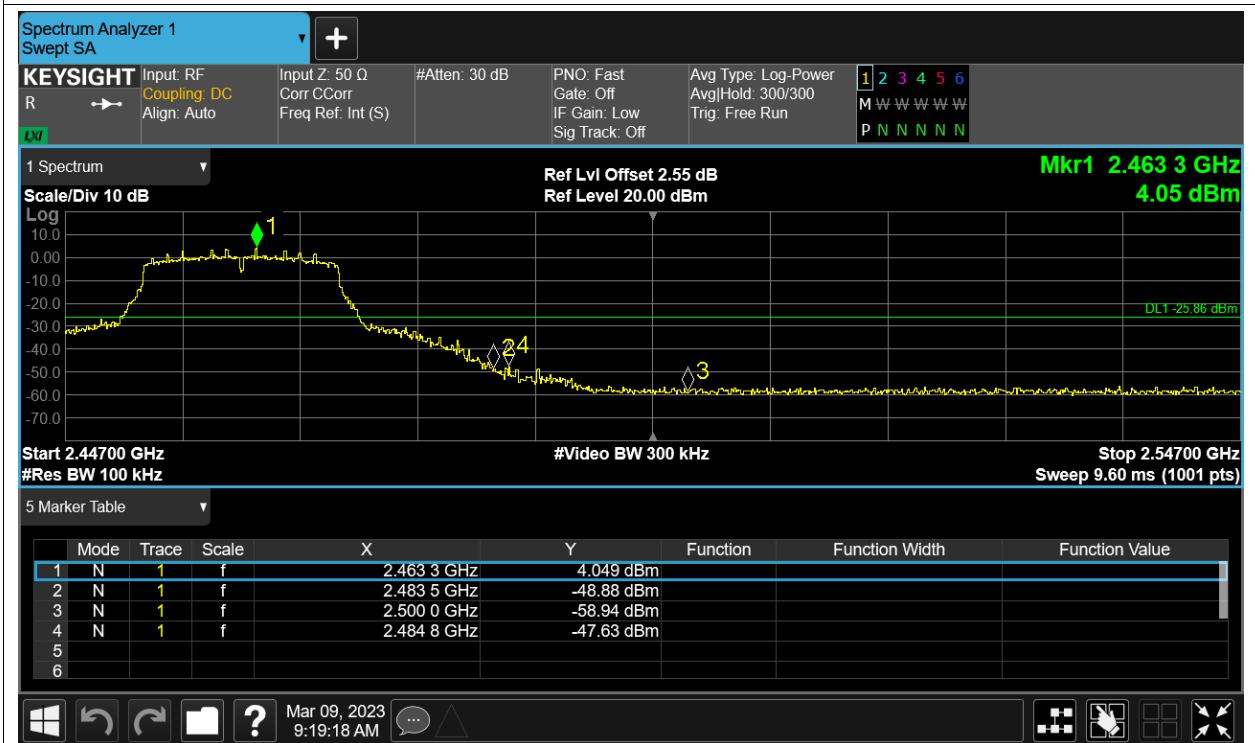 Spectrum Analyzer 1
Swept SA
KEYSIGHT
R
LXI
Input: RF
Coupling: DC
Align: Auto
Input Z: 50 Ω
Corr CCorr
Freq Ref: Int (S)
#Atten: 30 dB
PNO: Fast
Gate: Off
IF Gain: Low
Sig Track: Off
Avg Type: Log-Power
Avg|Hold: 300/300
Trig: Free Run
1 2 3 4 5 6
M W W W W W
P N N N N N
1 Spectrum
Scale/Div 10 dB
Ref Lvl Offset 2.55 dB
Ref Level 20.00 dBm
Mkr1 2.463 3 GHz
4.05 dBm
Log
10.0
0.00
-10.0
-20.0
-30.0
-40.0
-50.0
-60.0
-70.0
1
2
4
3
DL1 -25.86 dBm
Start 2.44700 GHz
#Video BW 300 kHz
Stop 2.54700 GHz
#Res BW 100 kHz
Sweep 9.60 ms (1001 pts)
5 Marker Table
Mode Trace Scale X Y Function Function Width Function Value
1 N 1 f 2.463 3 GHz 4.049 dBm
2 N 1 f 2.483 5 GHz -48.88 dBm
3 N 1 f 2.500 0 GHz -58.94 dBm
4 N 1 f 2.484 8 GHz -47.63 dBm
5
6
?
Mar 09, 2023
9:19:18 AM